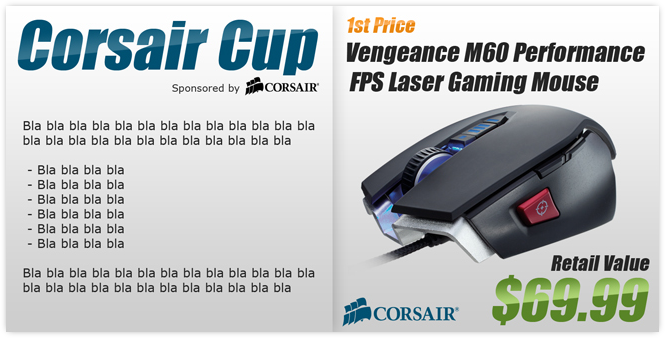 Corsair Cup
Sponsored by CORSAIR
Bla bla bla bla bla bla bla bla bla bla bla bla bla
bla bla bla bla bla bla bla bla bla bla bla bla
- Bla bla bla bla
- Bla bla bla bla
- Bla bla bla bla
- Bla bla bla bla
- Bla bla bla bla
- Bla bla bla bla
Bla bla bla bla bla bla bla bla bla bla bla bla bla
bla bla bla bla bla bla bla bla bla bla bla bla
1st Price
Vengeance M60 Performance
FPS Laser Gaming Mouse
Retail Value
$69.99
CORSAIR